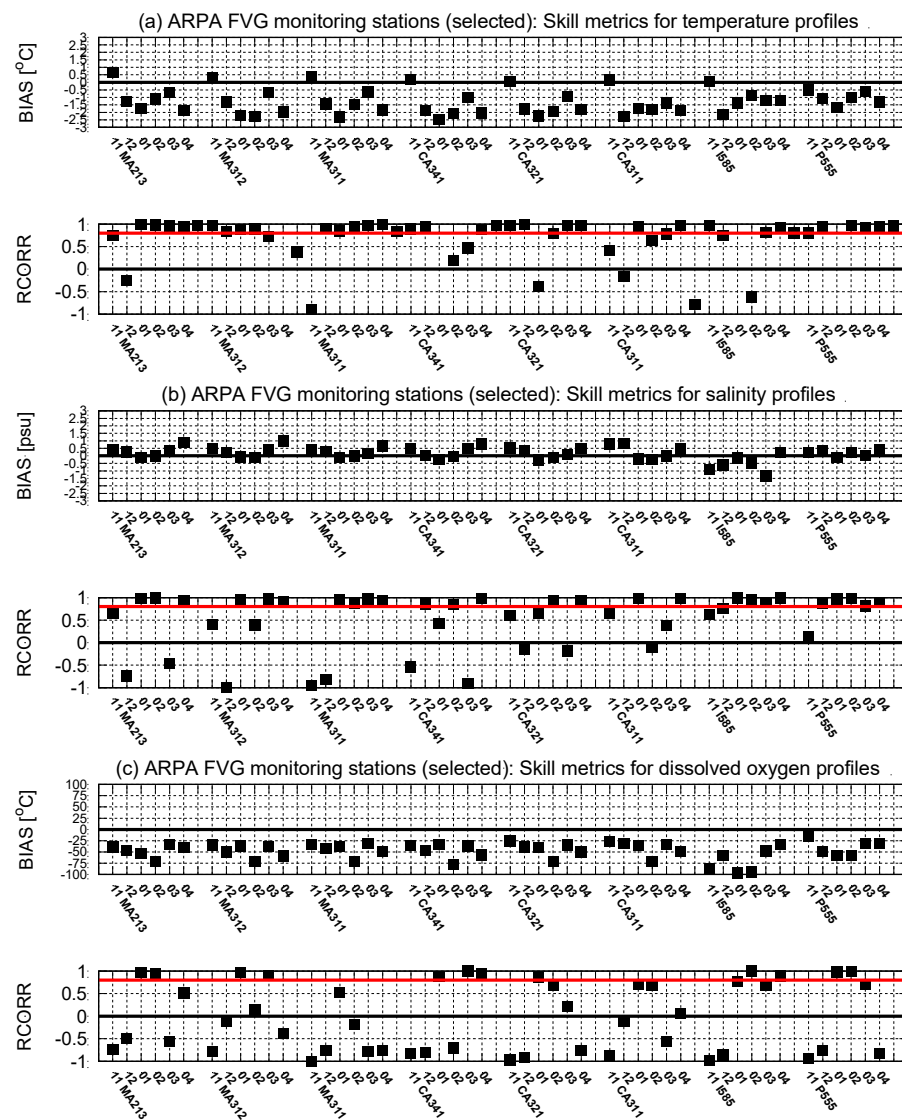 (a) ARPA FVG monitoring stations (selected): Skill metrics for temperature profiles
BIAS [°C]
3
2.5
1.5
0.5
0
-0.5
-1.5
-2.5
-3
11 MA213 12 01 02 03 04 11 MA312 12 01 02 03 04 11 MA311 12 01 02 03 04 11 CA341 12 01 02 03 04 11 CA321 12 01 02 03 04 11 CA311 12 01 02 03 04 11 I585 12 01 02 03 04 11 P555 12 01 02 03 04
RCORR
1
0.5
0
-0.5
-1
11 MA213 12 01 02 03 04 11 MA312 12 01 02 03 04 11 MA311 12 01 02 03 04 11 CA341 12 01 02 03 04 11 CA321 12 01 02 03 04 11 CA311 12 01 02 03 04 11 I585 12 01 02 03 04 11 P555 12 01 02 03 04
(b) ARPA FVG monitoring stations (selected): Skill metrics for salinity profiles
BIAS [psu]
3
2.5
1.5
0.5
0
-0.5
-1.5
-2.5
-3
11 MA213 12 01 02 03 04 11 MA312 12 01 02 03 04 11 MA311 12 01 02 03 04 11 CA341 12 01 02 03 04 11 CA321 12 01 02 03 04 11 CA311 12 01 02 03 04 11 I585 12 01 02 03 04 11 P555 12 01 02 03 04
RCORR
1
0.5
0
-0.5
-1
11 MA213 12 01 02 03 04 11 MA312 12 01 02 03 04 11 MA311 12 01 02 03 04 11 CA341 12 01 02 03 04 11 CA321 12 01 02 03 04 11 CA311 12 01 02 03 04 11 I585 12 01 02 03 04 11 P555 12 01 02 03 04
(c) ARPA FVG monitoring stations (selected): Skill metrics for dissolved oxygen profiles
BIAS [°C]
100
75
50
25
0
-25
-50
-75
-100
11 MA213 12 01 02 03 04 11 MA312 12 01 02 03 04 11 MA311 12 01 02 03 04 11 CA341 12 01 02 03 04 11 CA321 12 01 02 03 04 11 CA311 12 01 02 03 04 11 I585 12 01 02 03 04 11 P555 12 01 02 03 04
RCORR
1
0.5
0
-0.5
-1
11 MA213 12 01 02 03 04 11 MA312 12 01 02 03 04 11 MA311 12 01 02 03 04 11 CA341 12 01 02 03 04 11 CA321 12 01 02 03 04 11 CA311 12 01 02 03 04 11 I585 12 01 02 03 04 11 P555 12 01 02 03 04